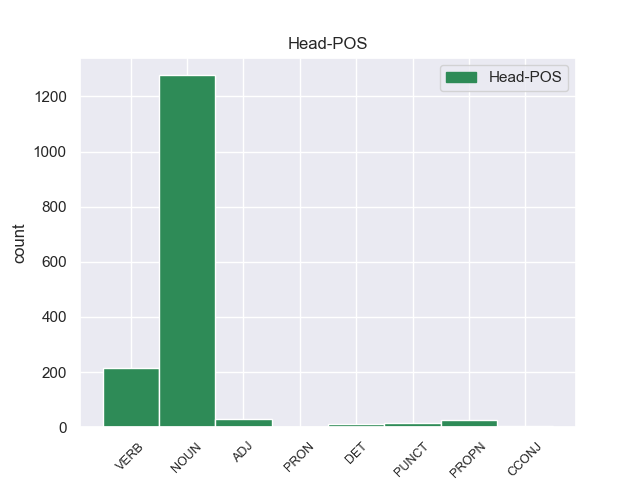 Head-POS
Head-POS
1200
1000
800
600
400
200
0
count
VERB NOUN ADJ PRON DET PUNCT PROPN CCONJ